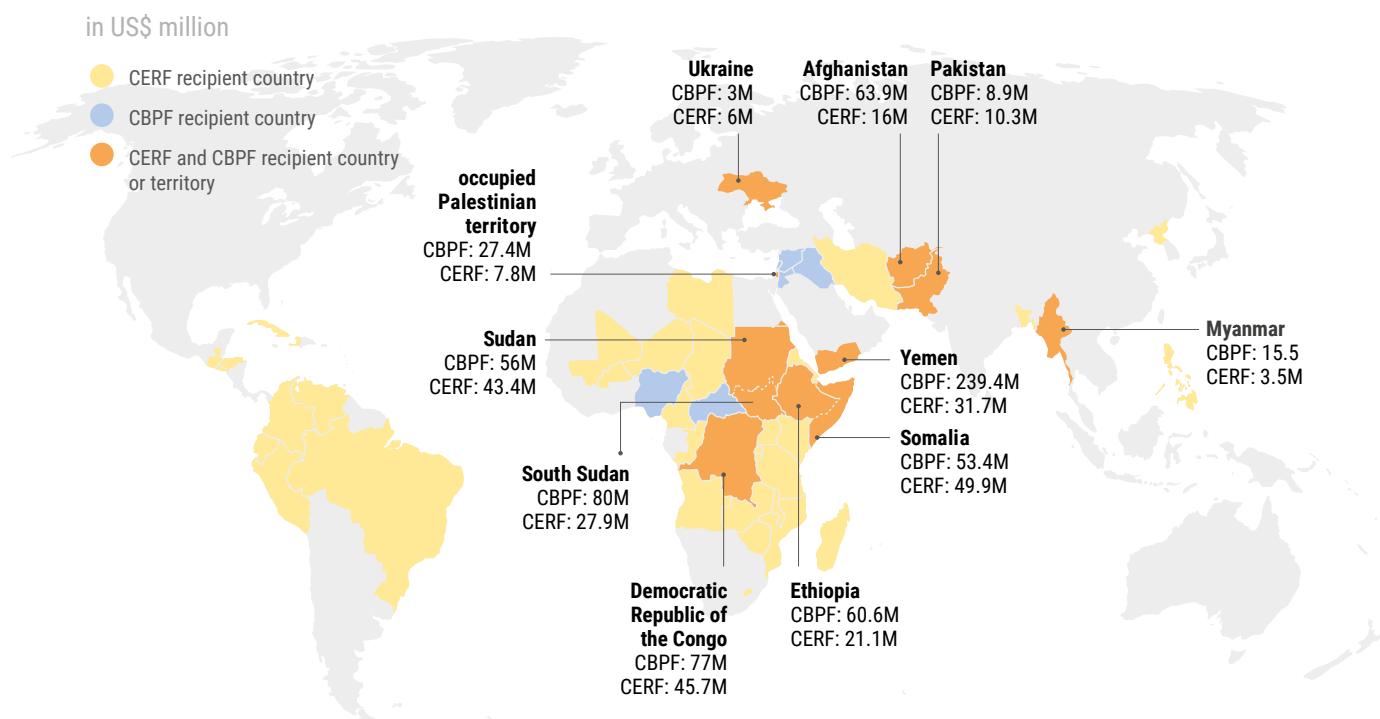 in US$ million
CERF recipient country
CBPF recipient country
CERF and CBPF recipient country
or territory
Ukraine
CBPF: 3M
CERF: 6M
Afghanistan
CBPF: 63.9M
CERF: 16M
Pakistan
CBPF: 8.9M
CERF: 10.3M
occupied
Palestinian
territory
CBPF: 27.4M
CERF: 7.8M
Sudan
CBPF: 56M
CERF: 43.4M
Myanmar
CBPF: 15.5
CERF: 3.5M
Yemen
CBPF: 239.4M
CERF: 31.7M
Somalia
CBPF: 53.4M
CERF: 49.9M
South Sudan
CBPF: 80M
CERF: 27.9M
Democratic
Republic of
the Congo
CBPF: 77M
CERF: 45.7M
Ethiopia
CBPF: 60.6M
CERF: 21.1M